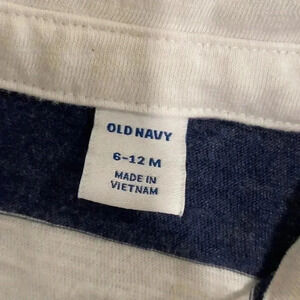 OLD NAVY
6-12 M
MADE IN
VIETNAM